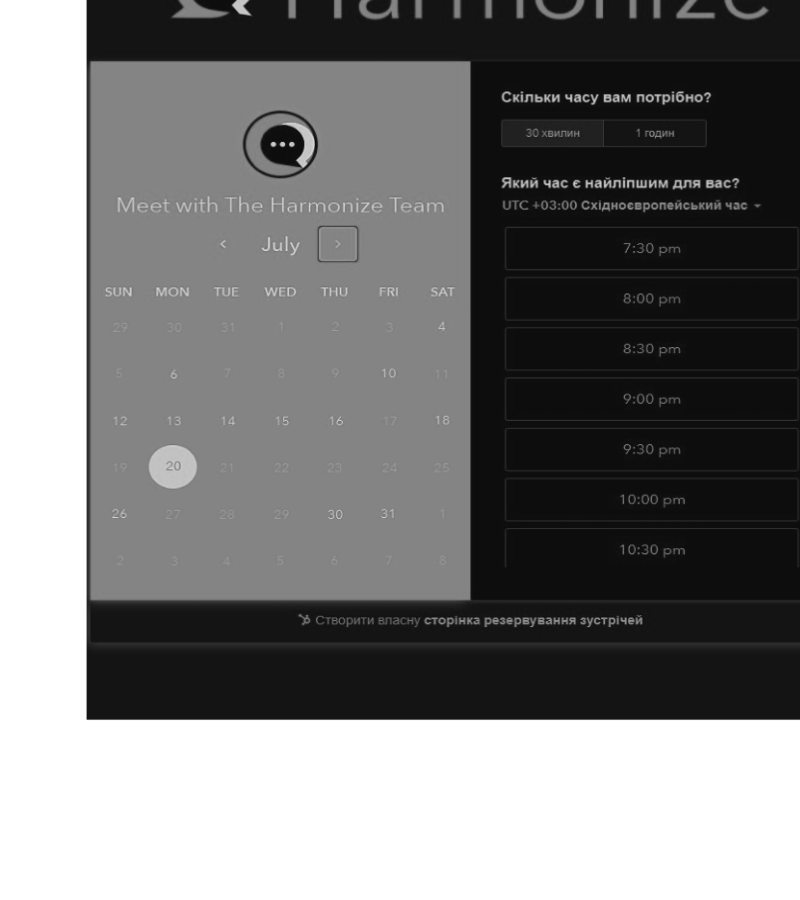 Harmonize
Meet with The Harmonize Team
July
SUN MON TUE WED THU FRI SAT
29 30 31 1 2 3 4
5 6 7 8 9 10 11
12 13 14 15 16 17 18
19 20 21 22 23 24 25
26 27 28 29 30 31 1
2 3 4 5 6 7 8
Скільки часу вам потрібно?
30 хвилин 1 годин
Який час є найліпшим для вас?
UTC +03:00 Східноєвропейський час
7:30 pm
8:00 pm
8:30 pm
9:00 pm
9:30 pm
10:00 pm
10:30 pm
Створити власну сторінка резервування зустрічей